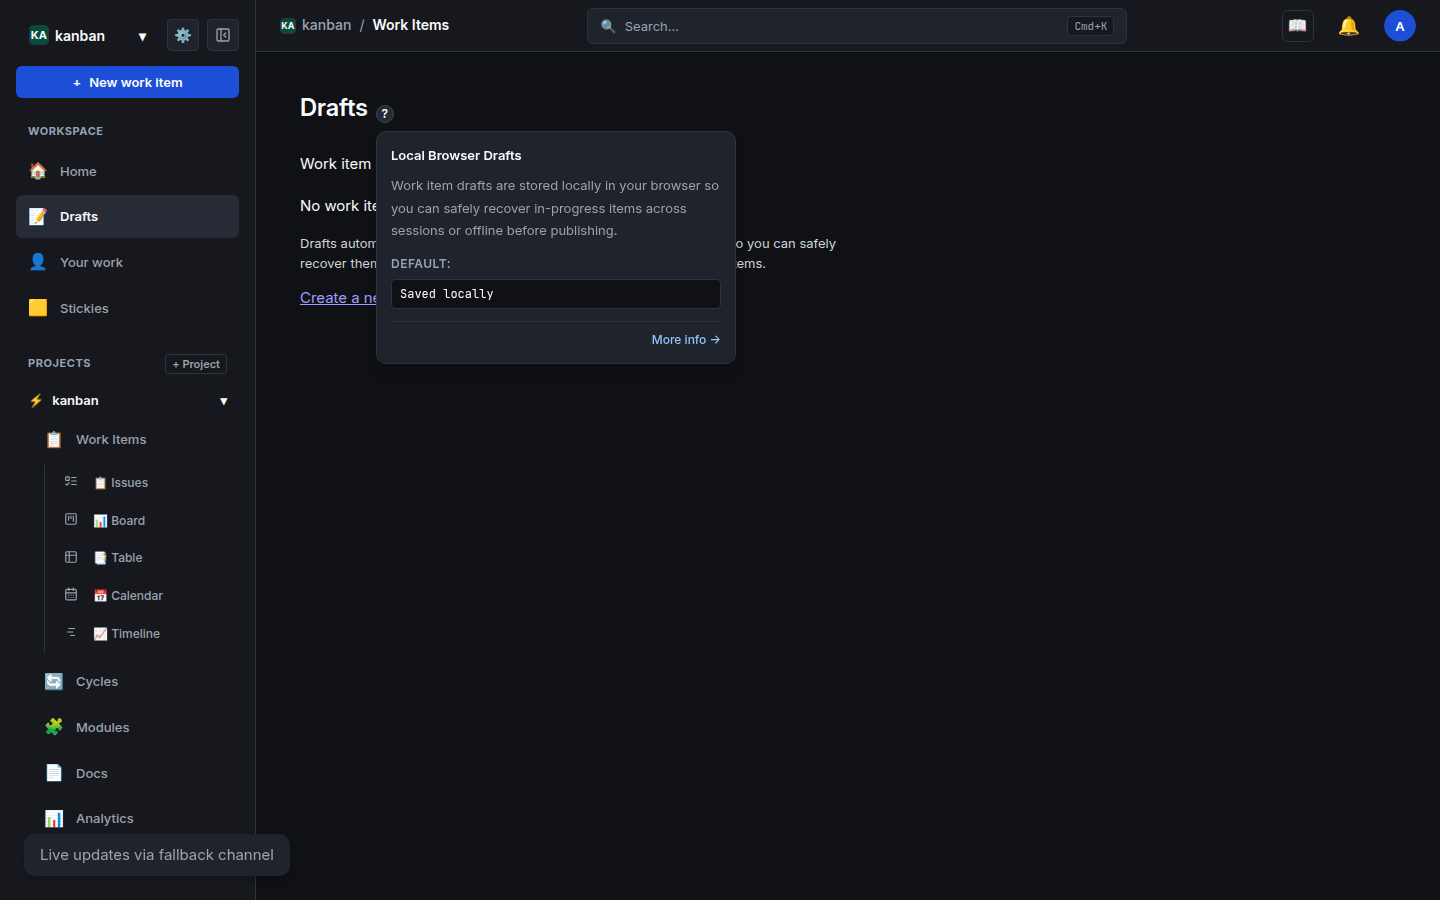 KA kanban ▾
+ New work item
WORKSPACE
Home
Drafts
Your work
Stickies
PROJECTS + Project
kanban ▾
Work Items
Issues
Board
Table
Calendar
Timeline
Cycles
Modules
Docs
Analytics
Live updates via fallback channel
KA kanban / Work Items
Search... Cmd+K
A
Drafts ?
Work item
No work ite
Drafts autom
o you can safely
recover them
tems.
Create a ne
Local Browser Drafts
Work item drafts are stored locally in your browser so
you can safely recover in-progress items across
sessions or offline before publishing.
DEFAULT:
Saved locally
More info →